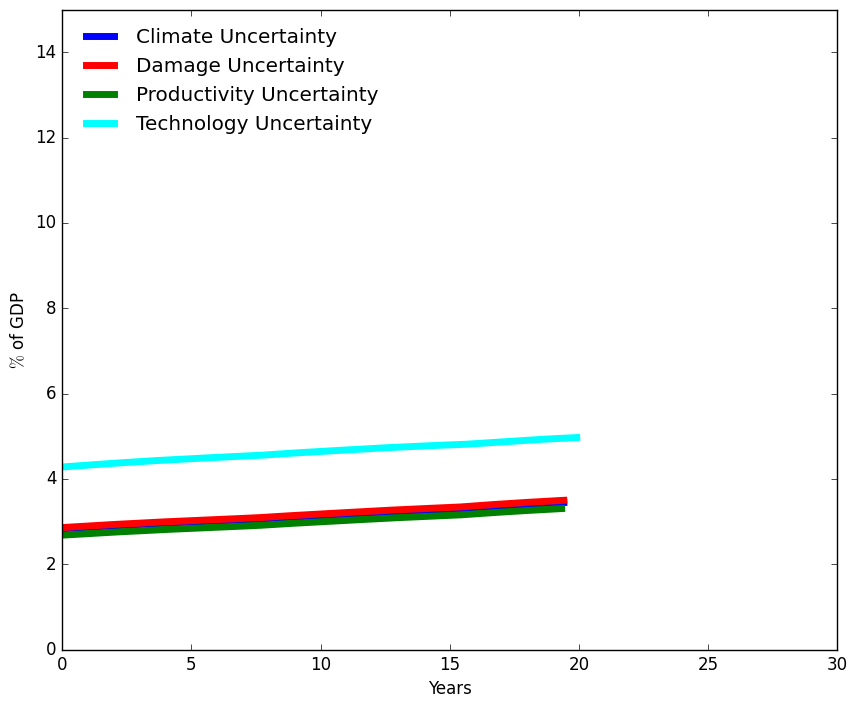 Climate Uncertainty
Damage Uncertainty
Productivity Uncertainty
Technology Uncertainty
14
12
10
8
6
4
2
0
% of GDP
0 5 10 15 20 25 30
Years